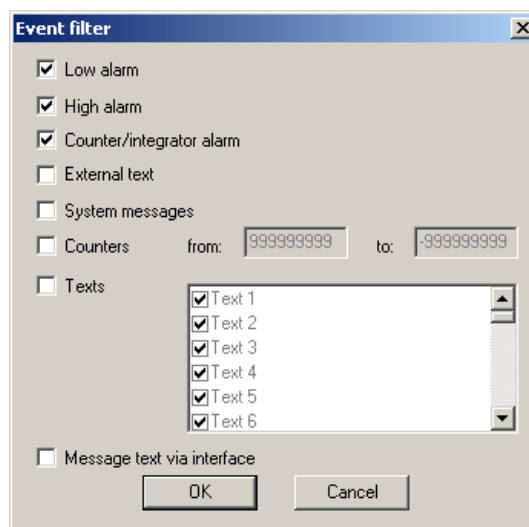 Event filter
Low alarm
High alarm
Counter/integrator alarm
External text
System messages
Counters from: 999999999 to: -999999999
Texts
Text 1
Text 2
Text 3
Text 4
Text 5
Text 6
Message text via interface
OK Cancel